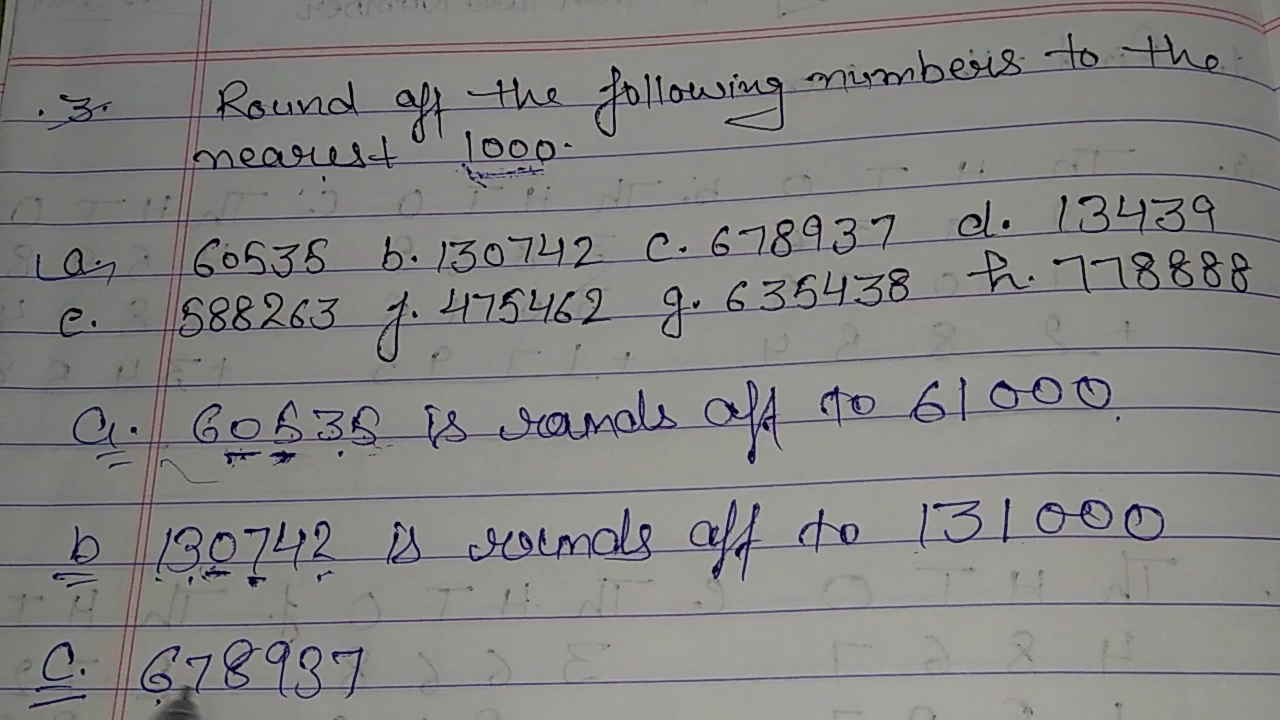 3. Round off the following numbers to the
nearest 1000.
a, 60535 b. 130742 c. 678937 d. 13439
e. 588263 f. 475462 g. 635438 h. 778888
a. 60535 is rounds off to 61000.
b 130742 is rounds off to 131000
c. 678937